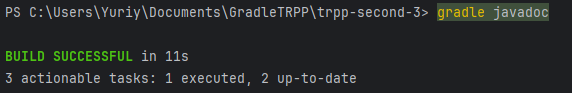 PS C:\Users\Yuriy\Documents\GradleTRPP\trpp-second-3> gradle javadoc
BUILD SUCCESSFUL in 11s
3 actionable tasks: 1 executed, 2 up-to-date